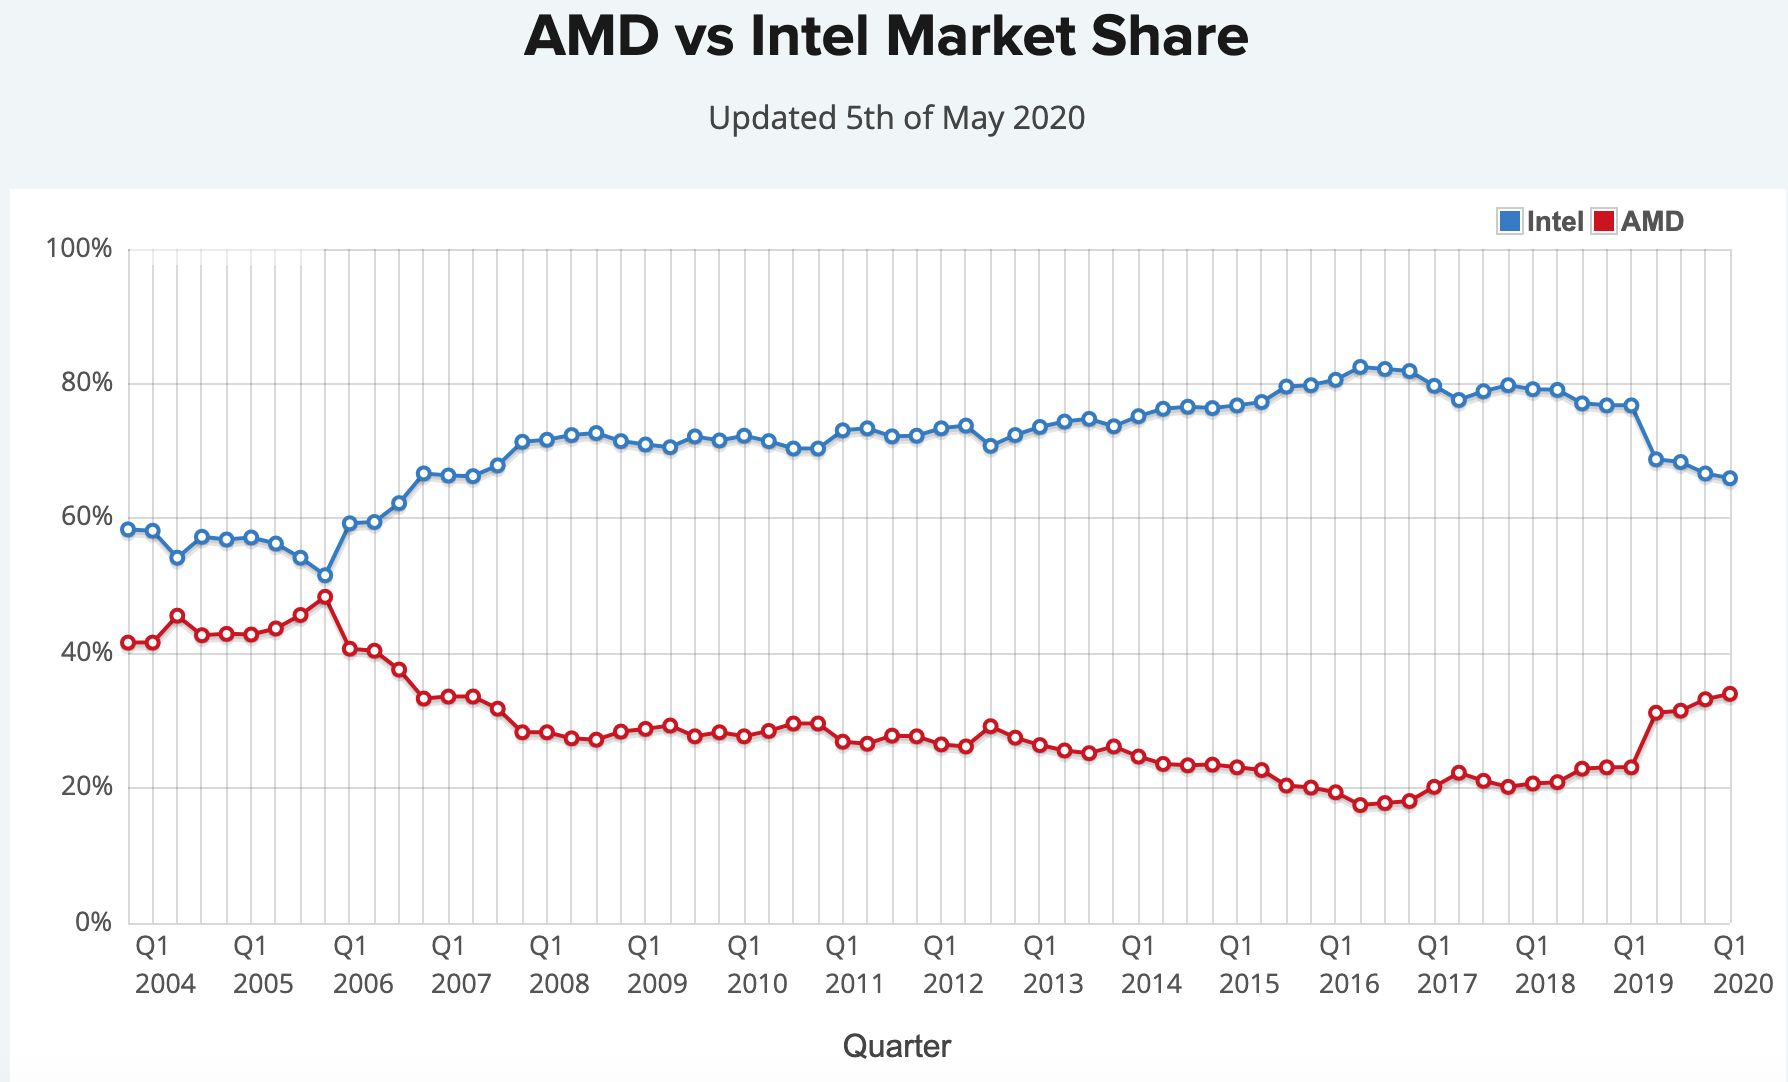 AMD vs Intel Market Share
Updated 5th of May 2020
Intel AMD
100%
80%
60%
40%
20%
0%
Q1 Q1 Q1 Q1 Q1 Q1 Q1 Q1 Q1 Q1 Q1 Q1 Q1 Q1 Q1 Q1 Q1
2004 2005 2006 2007 2008 2009 2010 2011 2012 2013 2014 2015 2016 2017 2018 2019 2020
Quarter